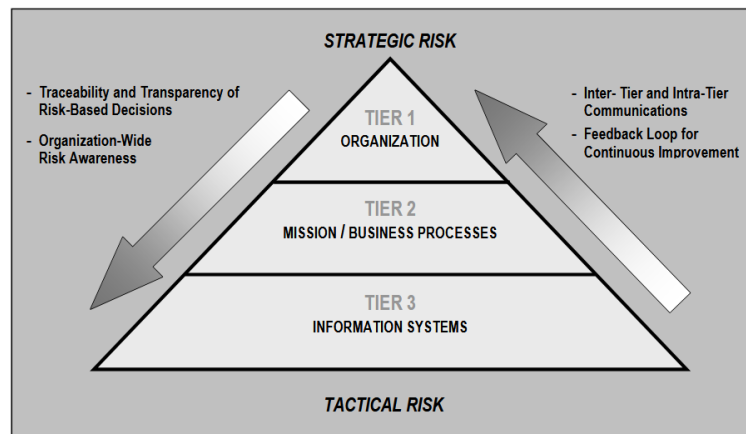 STRATEGIC RISK
- Traceability and Transparency of
Risk-Based Decisions
- Organization-Wide
Risk Awareness
- Inter- Tier and Intra-Tier
Communications
- Feedback Loop for
Continuous Improvement
TIER 1
ORGANIZATION
TIER 2
MISSION / BUSINESS PROCESSES
TIER 3
INFORMATION SYSTEMS
TACTICAL RISK